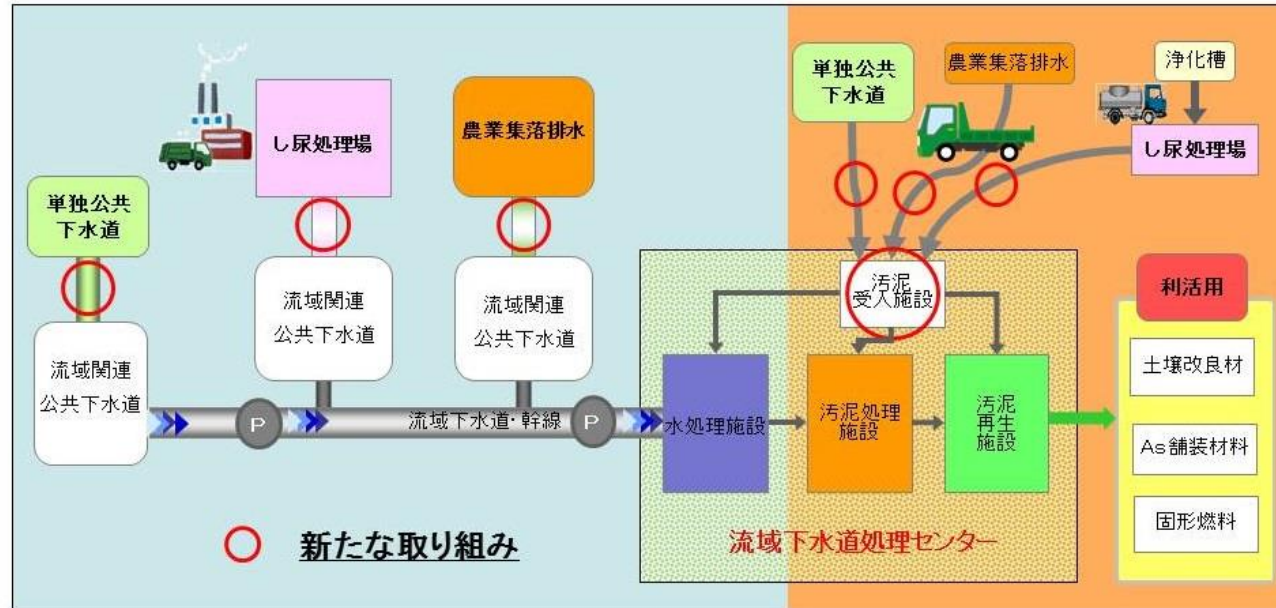 単独公共
下水道
し尿処理場
農業集落排水
流域関連
公共下水道
流域関連
公共下水道
流域関連
公共下水道
P
流域下水道・幹線
P
単独公共
下水道
農業集落排水
浄化槽
し尿処理場
汚泥
受入施設
水処理施設
汚泥処理
施設
汚泥
再生
施設
流域下水道処理センター
利活用
土壌改良材
As舗装材料
固形燃料
新たな取り組み